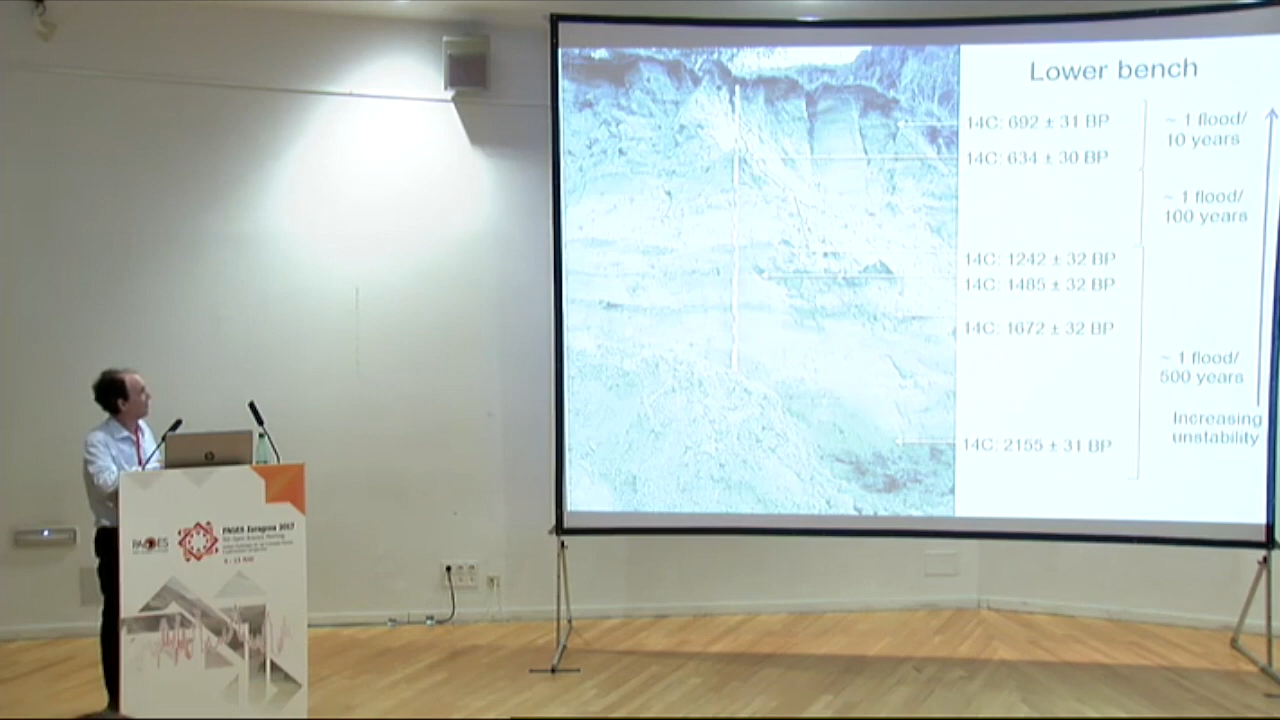 Lower bench
14C: 692 ± 31 BP
14C: 634 ± 30 BP
14C: 1242 ± 32 BP
14C: 1485 ± 32 BP
14C: 1672 ± 32 BP
14C: 2155 ± 31 BP
~ 1 flood/
10 years
~ 1 flood/
100 years
~ 1 flood/
500 years
Increasing
unstability
PAGES
PAGES Zaragoza 2017
hp